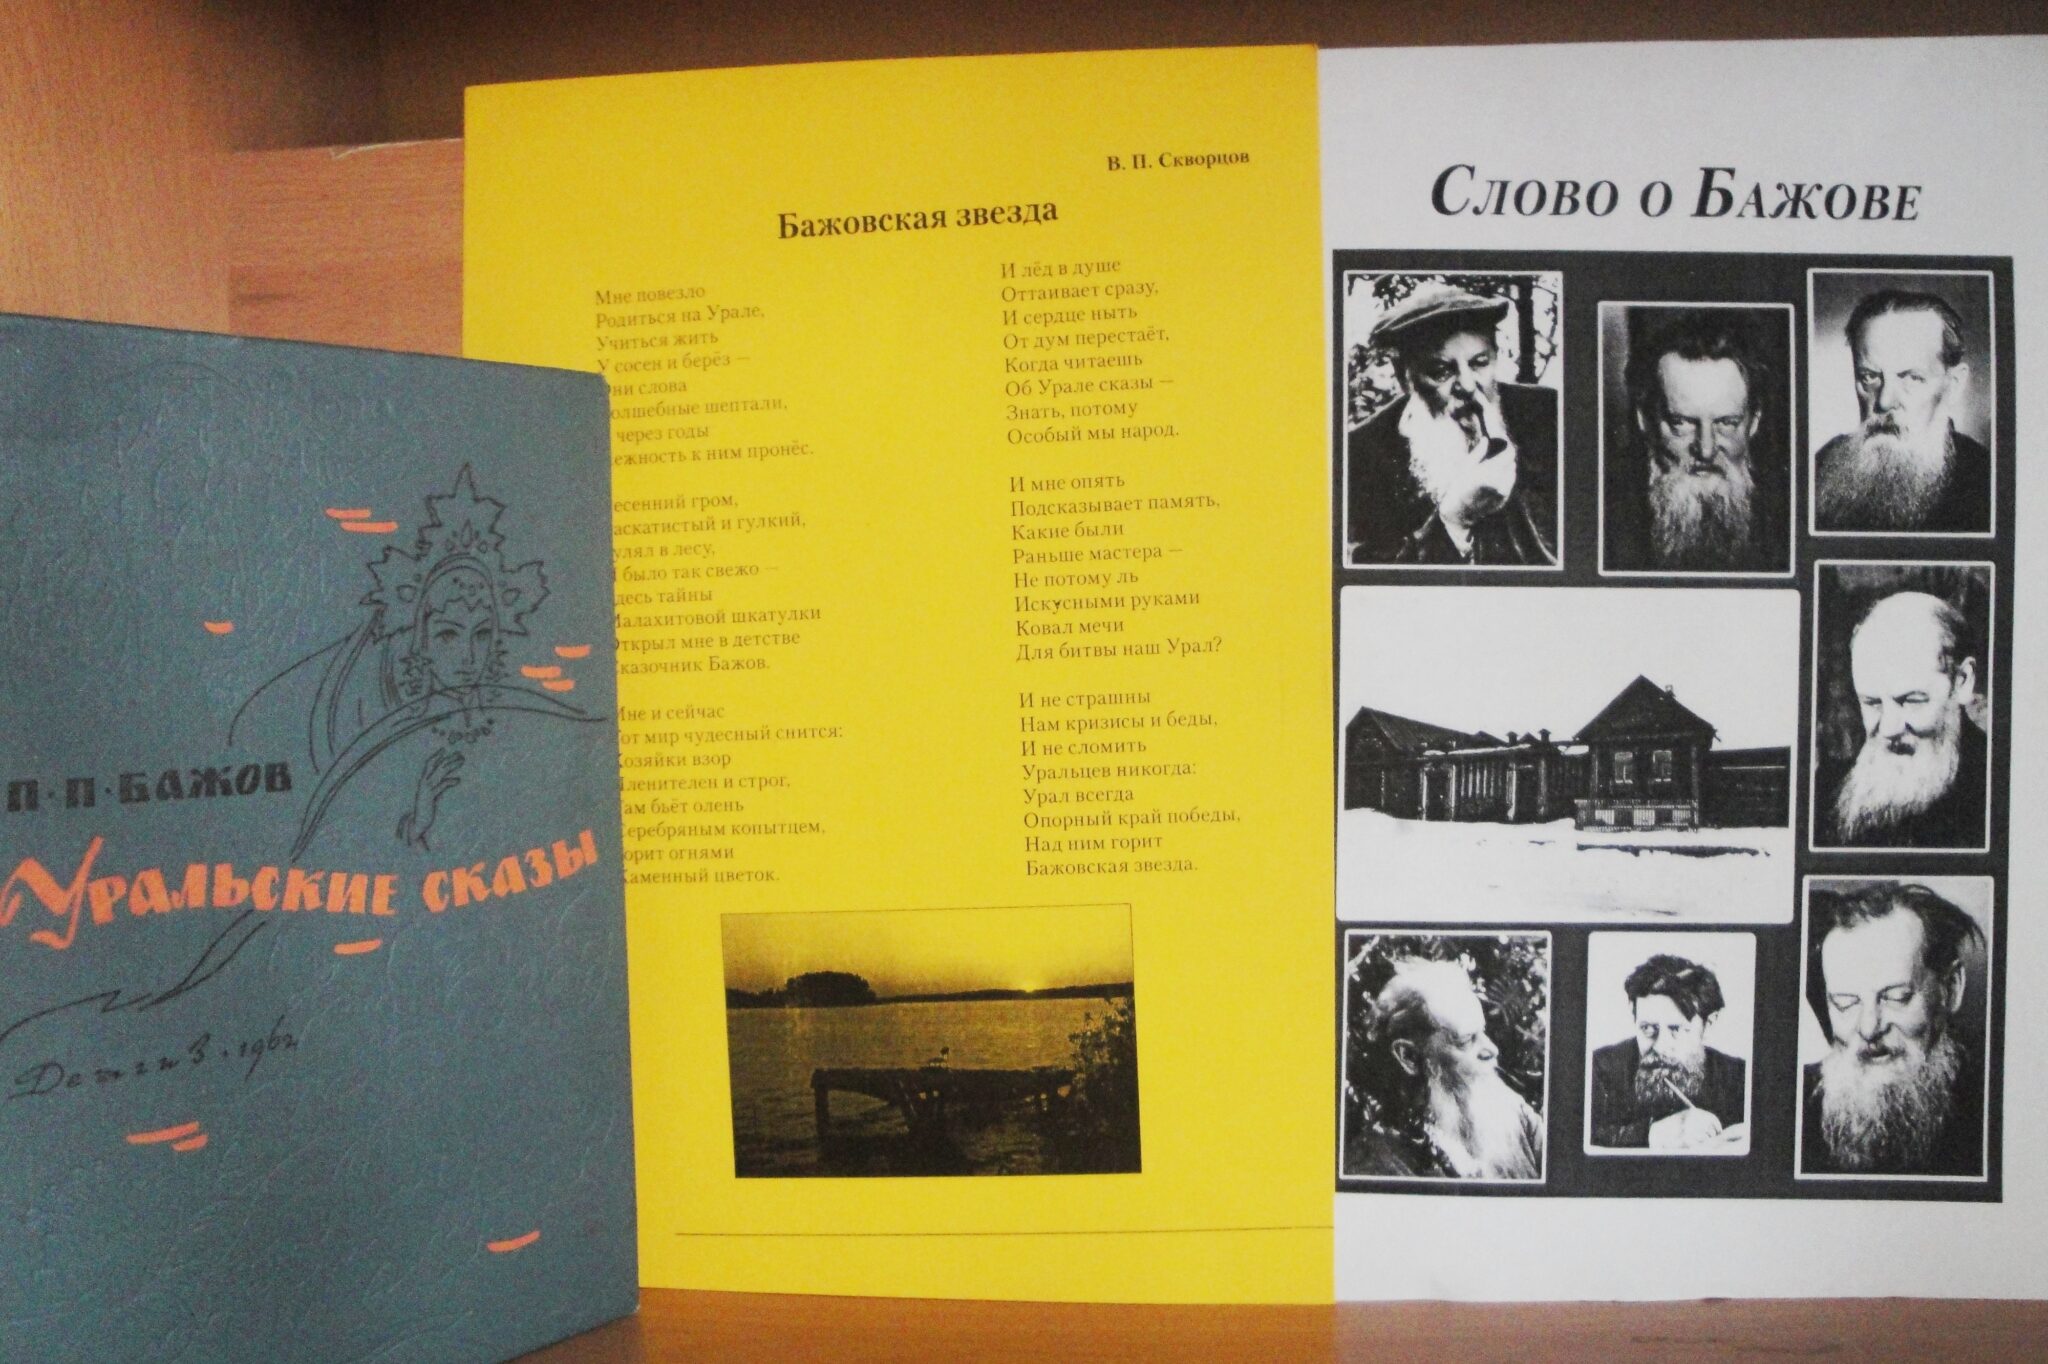 П·П·БАЖОВ
УРАЛЬСКИЕ СКАЗЫ
Детгиз·1962
В. П. Скворцов
Бажовская звезда
Мне повезло
Родиться на Урале,
Учиться жить
У сосен и берёз —
Они слова
волшебные шептали,
через годы
нежность к ним пронёс.
есенний гром,
аскатистый и гулкий,
улял в лесу,
И было так свежо —
десь тайны
Малахитовой шкатулки
Открыл мне в детстве
Сказочник Бажов.
Мне и сейчас
тот мир чудесный снится:
Хозяйки взор
Пленителен и строг,
Там бьёт олень
Серебряным копытцем,
орит огнями
Каменный цветок.
И лёд в душе
Оттаивает сразу,
И сердце ныть
От дум перестаёт,
Когда читаешь
Об Урале сказы —
Знать, потому
Особый мы народ.
И мне опять
Подсказывает память,
Какие были
Раньше мастера —
Не потому ль
Искусными руками
Ковал мечи
Для битвы наш Урал?
И не страшны
Нам кризисы и беды,
И не сломить
Уральцев никогда:
Урал всегда
Опорный край победы,
Над ним горит
Бажовская звезда.
СЛОВО О БАЖОВЕ